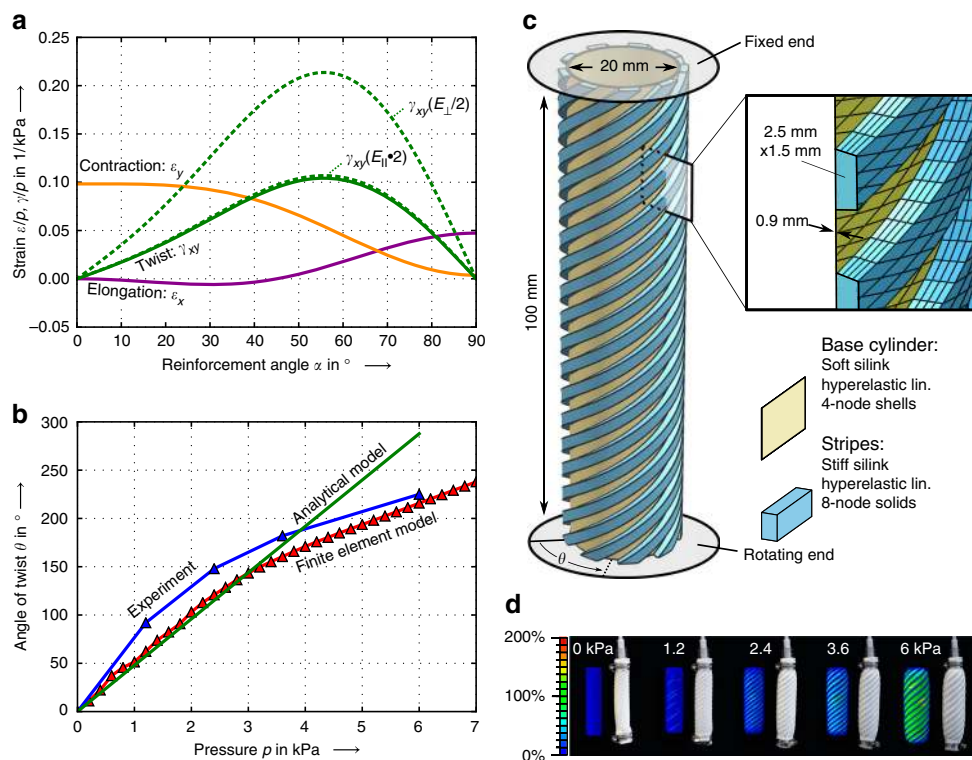 a
0.25
0.20
0.15
0.10
0.05
0.00
−0.05
Strain ε/p, γ/p in 1/kPa
γxy(E⊥/2)
γxy(E||•2)
Contraction: εy
Twist: γxy
Elongation: εx
0 10 20 30 40 50 60 70 80 90
Reinforcement angle α in ° ⟶
b
300
250
200
150
100
50
0
Angle of twist θ in ° ⟶
Experiment
Analytical model
Finite element model
0 1 2 3 4 5 6 7
Pressure p in kPa ⟶
c
Fixed end
20 mm
100 mm
2.5 mm
x1.5 mm
0.9 mm
Base cylinder:
Soft silink
hyperelastic lin.
4-node shells
Stripes:
Stiff silink
hyperelastic lin.
8-node solids
θ
Rotating end
d
200%
100%
0%
0 kPa 1.2 2.4 3.6 6 kPa